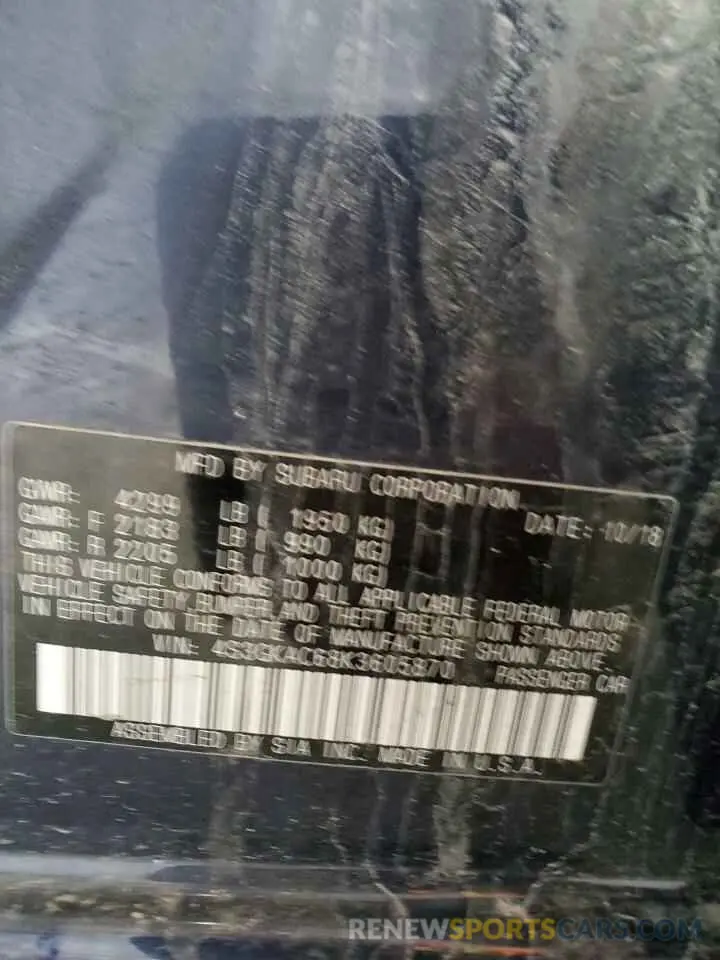 MFD BY SUBARU CORPORATION
GVWR: 4299 LB ( 1950 KG) DATE: 10/18
GAWR: F 2183 LB ( 990 KG)
GAWR: R 2205 LB ( 1000 KG)
THIS VEHICLE CONFORMS TO ALL APPLICABLE FEDERAL MOTOR
VEHICLE SAFETY, BUMPER, AND THEFT PREVENTION STANDARDS
IN EFFECT ON THE DATE OF MANUFACTURE SHOWN ABOVE.
VIN: 4S3GKAC68K3605370 PASSENGER CAR
ASSEMBLED BY SIA INC. MADE IN U.S.A.
RENEWSPORTSCARS.COM